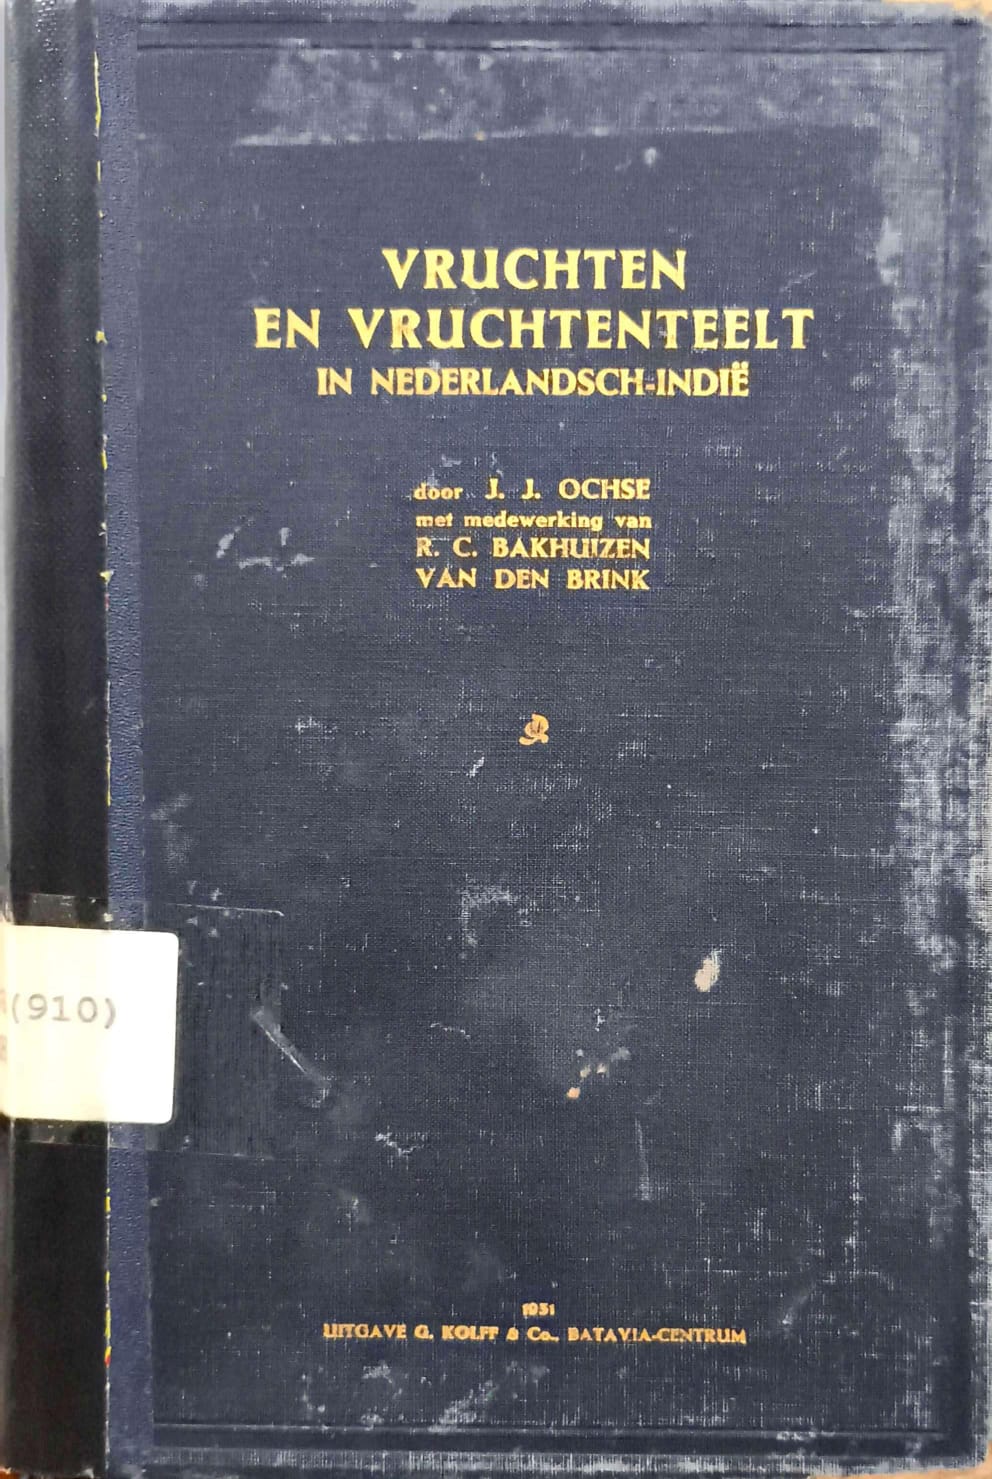 VRUCHTEN
EN VRUCHTENTEELT
IN NEDERLANDSCH-INDIË
door J. J. OCHSE
met medewerking van
R. C. BAKHUIZEN
VAN DEN BRINK
(910)
1931
UITGAVE G. KOLFF & Co., BATAVIA-CENTRUM